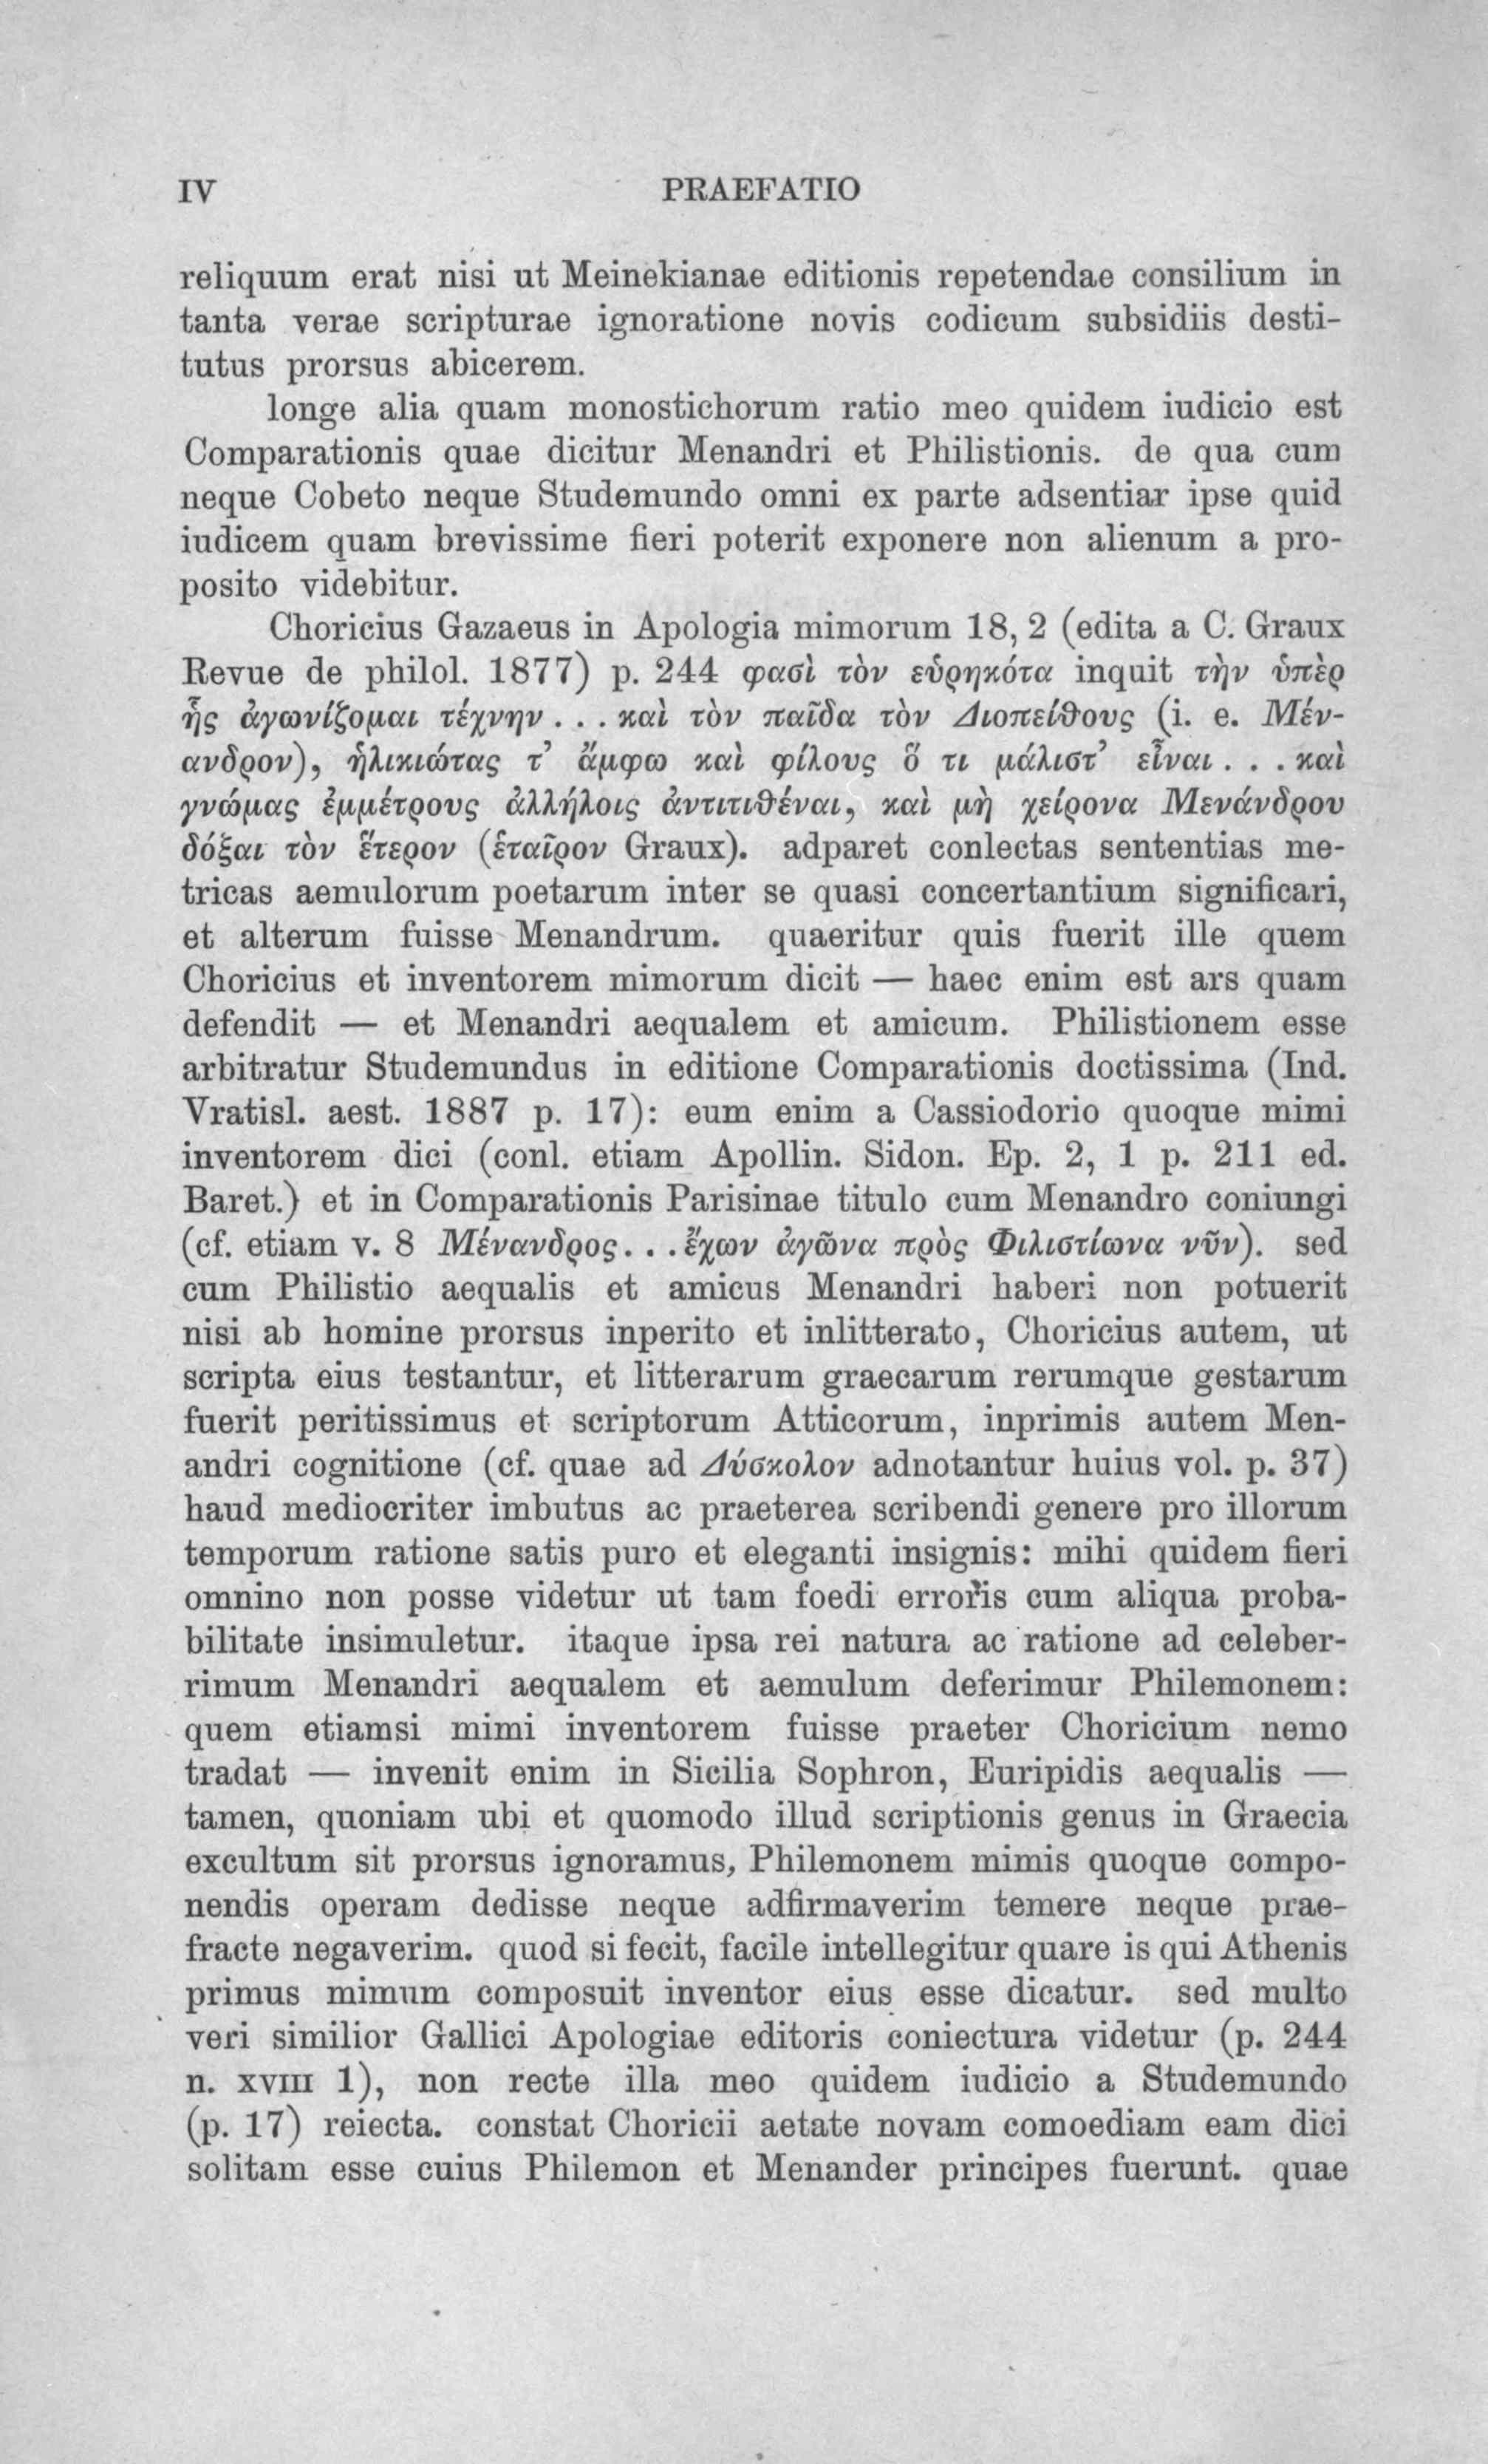 IV PRAEFATIO
reliquum erat nisi ut Meinekianae editionis repetendae consilium in
tanta verae scripturae ignoratione novis codicum subsidiis desti-
tutus prorsus abicerem.
longe alia quam monostichorum ratio meo quidem iudicio est
Comparationis quae dicitur Menandri et Philistionis. de qua cum
neque Cobeto neque Studemundo omni ex parte adsentiar ipse quid
iudicem quam brevissime fieri poterit exponere non alienum a pro-
posito videbitur.
Choricius Gazaeus in Apologia mimorum 18, 2 (edita a C. Graux
Revue de philol. 1877) p. 244 φασὶ τὸν εὑρηκότα inquit τὴν ὑπὲρ
ἧς ἀγωνίζομαι τέχνην . . . καὶ τὸν παῖδα τὸν Διοπείθους (i. e. Μέν-
ανδρον), ἡλικιώτας τ’ ἄμφω καὶ φίλους ὅ τι μάλιστ’ εἶναι . . . καὶ
γνώμας ἐμμέτρους ἀλλήλοις ἀντιτιθέναι, καὶ μὴ χείρονα Μενάνδρου
δόξαι τὸν ἕτερον (ἑταῖρον Graux). adparet conlectas sententias me-
tricas aemulorum poetarum inter se quasi concertantium significari,
et alterum fuisse Menandrum. quaeritur quis fuerit ille quem
Choricius et inventorem mimorum dicit — haec enim est ars quam
defendit — et Menandri aequalem et amicum. Philistionem esse
arbitratur Studemundus in editione Comparationis doctissima (Ind.
Vratisl. aest. 1887 p. 17): eum enim a Cassiodorio quoque mimi
inventorem dici (conl. etiam Apollin. Sidon. Ep. 2, 1 p. 211 ed.
Baret.) et in Comparationis Parisinae titulo cum Menandro coniungi
(cf. etiam v. 8 Μένανδρος . . . ἔχων ἀγῶνα πρὸς Φιλιστίωνα νῦν). sed
cum Philistio aequalis et amicus Menandri haberi non potuerit
nisi ab homine prorsus inperito et inlitterato, Choricius autem, ut
scripta eius testantur, et litterarum graecarum rerumque gestarum
fuerit peritissimus et scriptorum Atticorum, inprimis autem Men-
andri cognitione (cf. quae ad Δύσκολον adnotantur huius vol. p. 37)
haud mediocriter imbutus ac praeterea scribendi genere pro illorum
temporum ratione satis puro et eleganti insignis: mihi quidem fieri
omnino non posse videtur ut tam foedi erroris cum aliqua proba-
bilitate insimuletur. itaque ipsa rei natura ac ratione ad celeber-
rimum Menandri aequalem et aemulum deferimur Philemonem:
quem etiamsi mimi inventorem fuisse praeter Choricium nemo
tradat — invenit enim in Sicilia Sophron, Euripidis aequalis —
tamen, quoniam ubi et quomodo illud scriptionis genus in Graecia
excultum sit prorsus ignoramus, Philemonem mimis quoque compo-
nendis operam dedisse neque adfirmaverim temere neque prae-
fracte negaverim. quod si fecit, facile intellegitur quare is qui Athenis
primus mimum composuit inventor eius esse dicatur. sed multo
veri similior Gallici Apologiae editoris coniectura videtur (p. 244
n. XVIII 1), non recte illa meo quidem iudicio a Studemundo
(p. 17) reiecta. constat Choricii aetate novam comoediam eam dici
solitam esse cuius Philemon et Menander principes fuerunt. quae